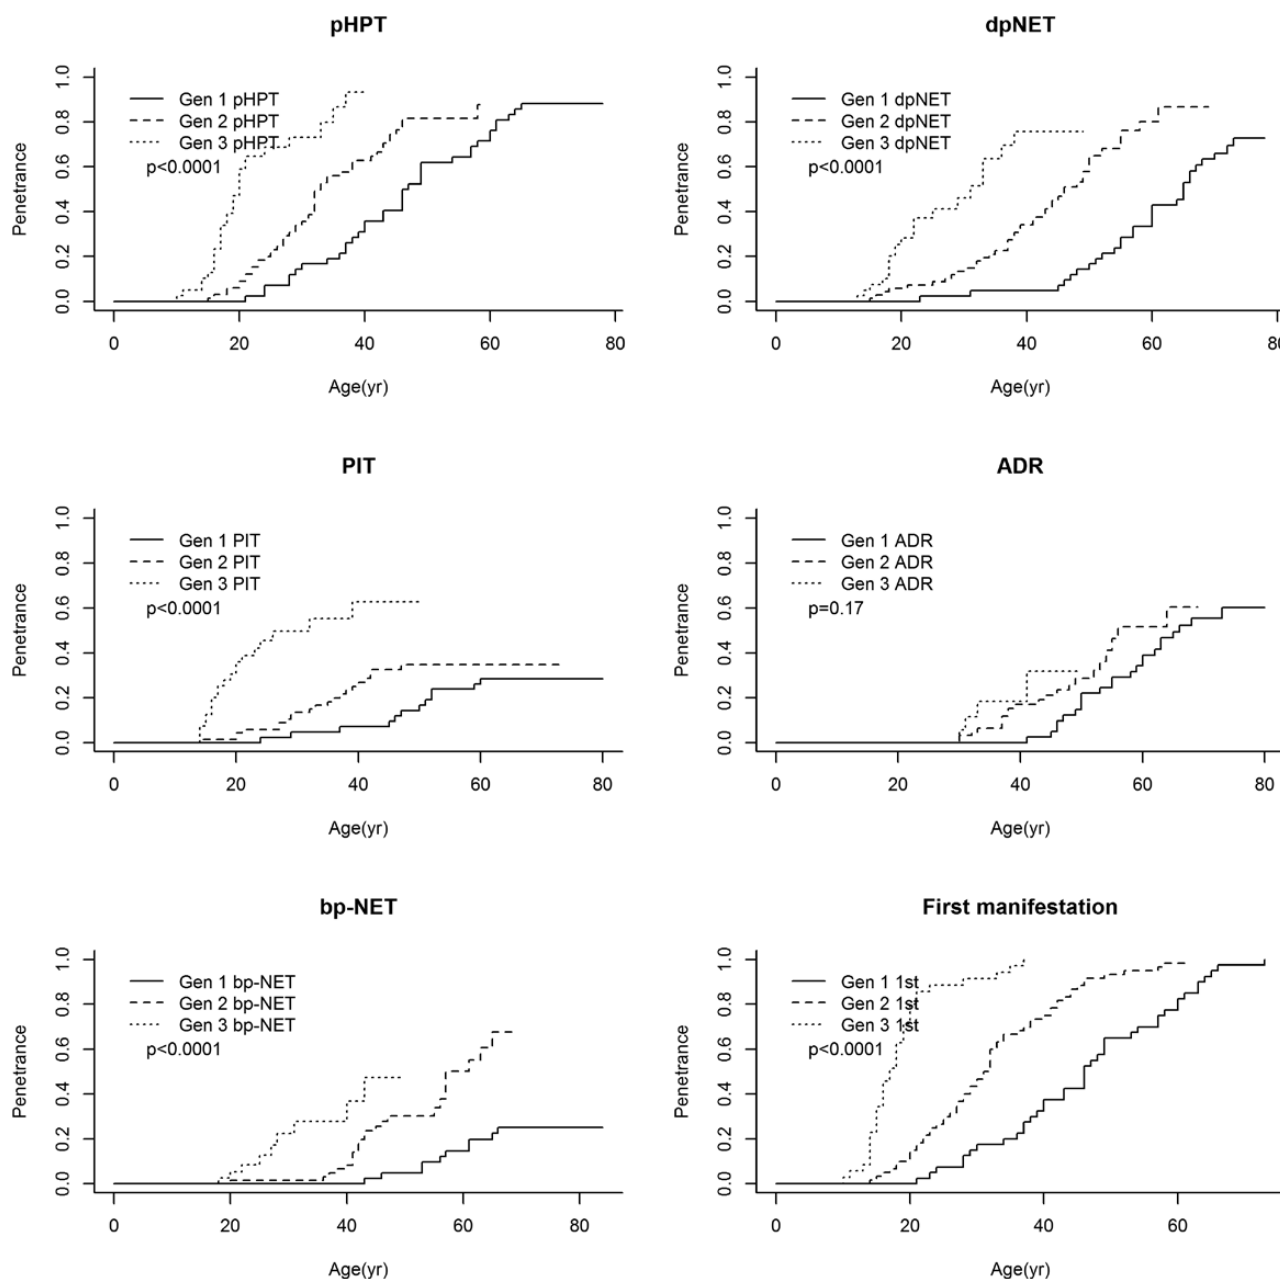 pHPT
1.0
0.8
0.6
0.4
0.2
0.0
Penetrance
Gen 1 pHPT
Gen 2 pHPT
Gen 3 pHPT
p<0.0001
0 20 40 60 80
Age(yr)
dpNET
1.0
0.8
0.6
0.4
0.2
0.0
Penetrance
Gen 1 dpNET
Gen 2 dpNET
Gen 3 dpNET
p<0.0001
0 20 40 60
Age(yr)
PIT
1.0
0.8
0.6
0.4
0.2
0.0
Penetrance
Gen 1 PIT
Gen 2 PIT
Gen 3 PIT
p<0.0001
0 20 40 60 80
Age(yr)
ADR
1.0
0.8
0.6
0.4
0.2
0.0
Penetrance
Gen 1 ADR
Gen 2 ADR
Gen 3 ADR
p=0.17
0 20 40 60 80
Age(yr)
bp-NET
1.0
0.8
0.6
0.4
0.2
0.0
Penetrance
Gen 1 bp-NET
Gen 2 bp-NET
Gen 3 bp-NET
p<0.0001
0 20 40 60 80
Age(yr)
First manifestation
1.0
0.8
0.6
0.4
0.2
0.0
Penetrance
Gen 1 1st
Gen 2 1st
Gen 3 1st
p<0.0001
0 20 40 60
Age(yr)